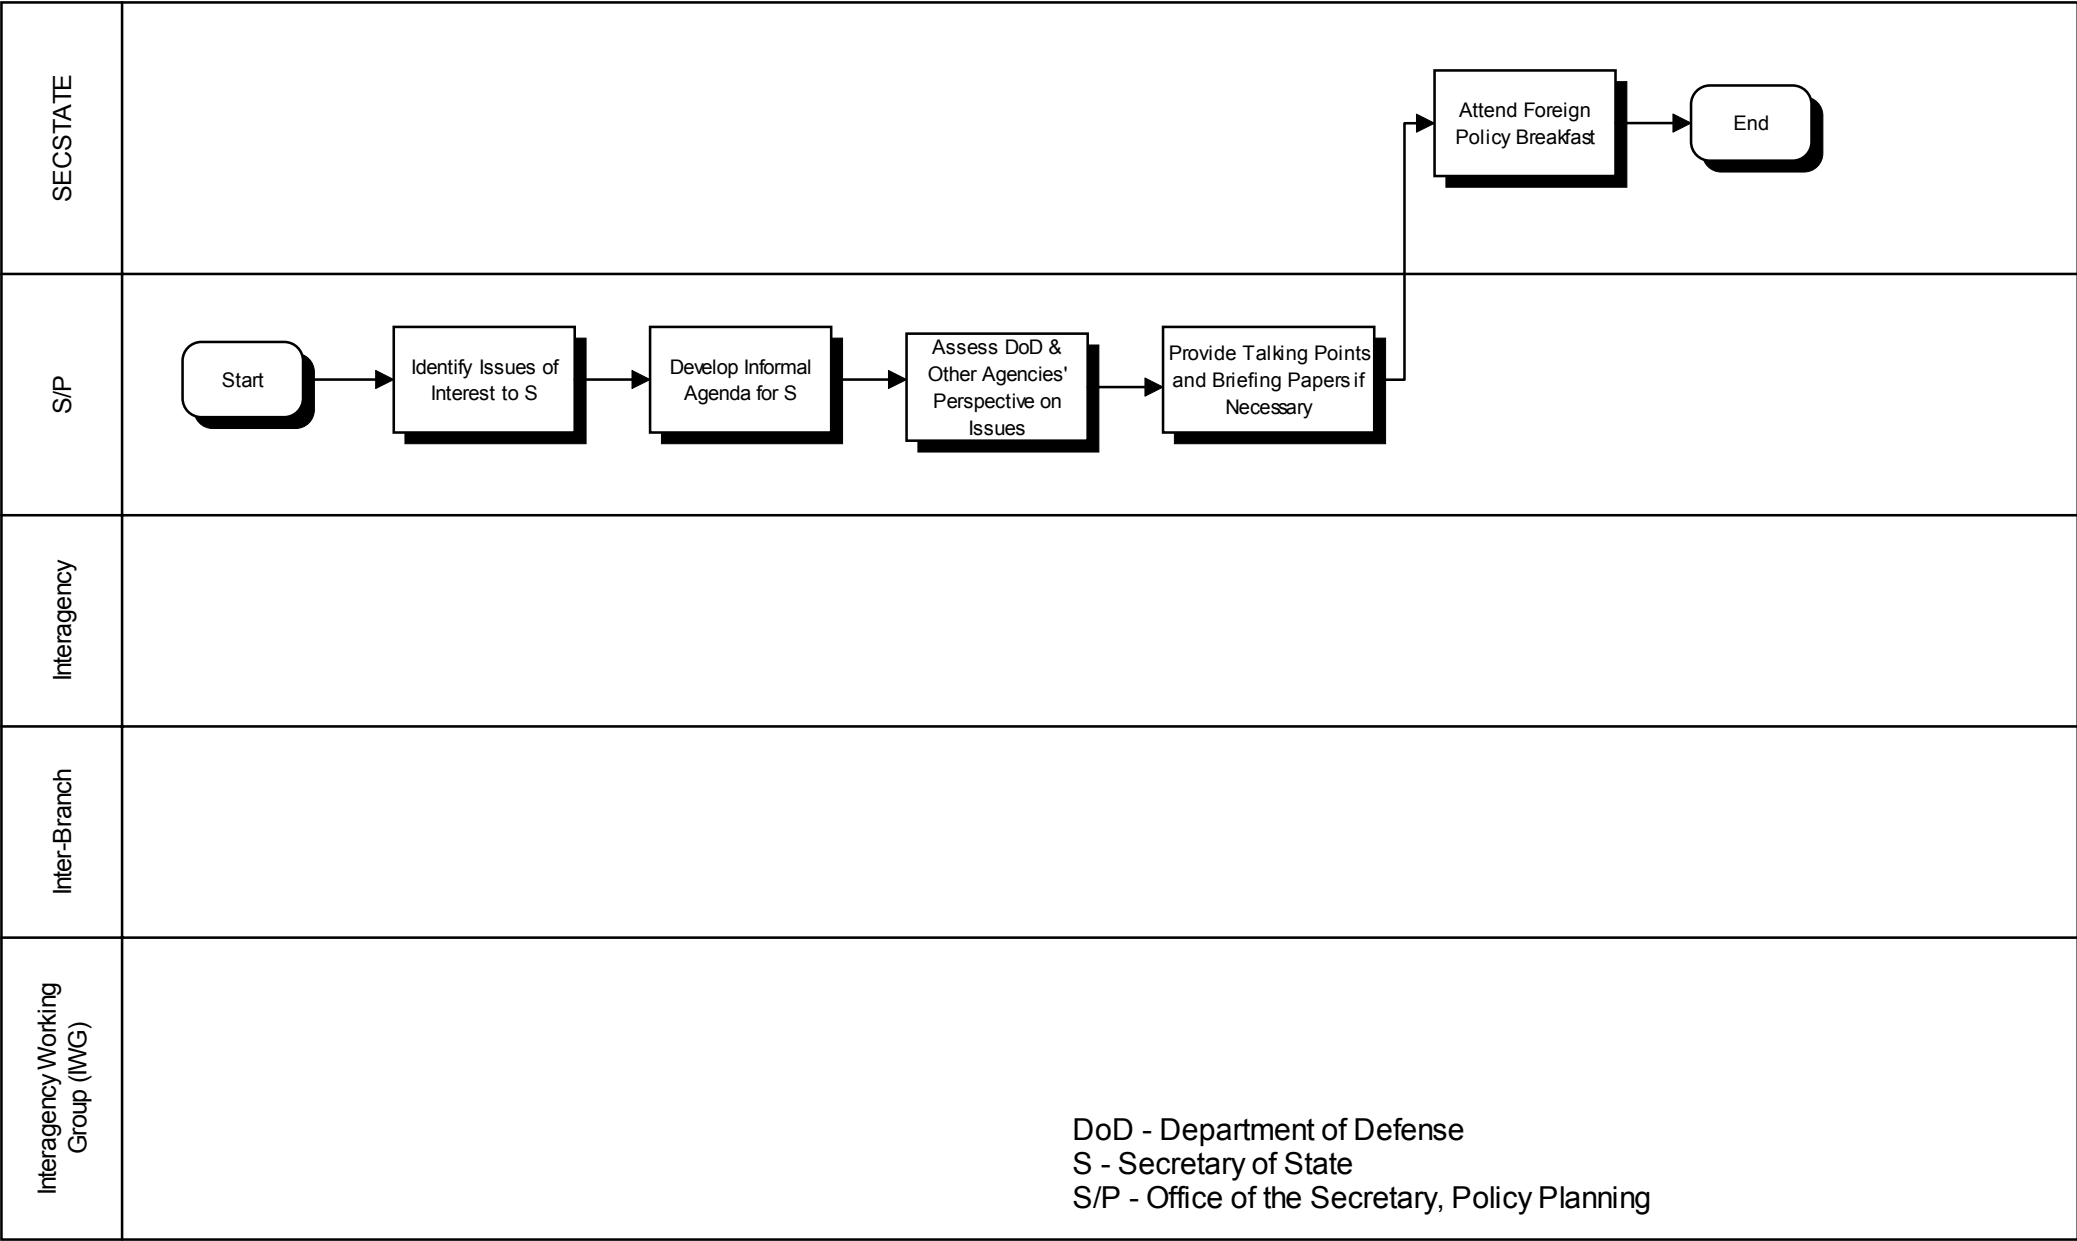 SECSTATE
Attend Foreign
Policy Breakfast
End
S/P
Start
Identify Issues of
Interest to S
Develop Informal
Agenda for S
Assess DoD &
Other Agencies'
Perspective on
Issues
Provide Talking Points
and Briefing Papers if
Necessary
Interagency
Inter-Branch
Interagency Working
Group (IWG)
DoD - Department of Defense
S - Secretary of State
S/P - Office of the Secretary, Policy Planning